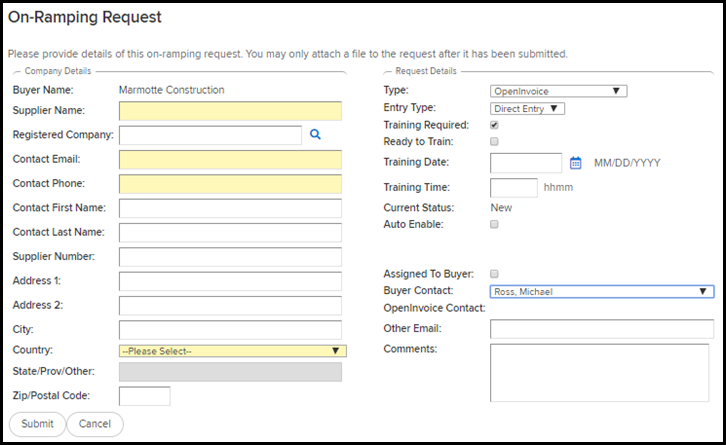 On-Ramping Request
Please provide details of this on-ramping request. You may only attach a file to the request after it has been submitted.
Company Details
Buyer Name: Marmotte Construction
Supplier Name:
Registered Company:
Contact Email:
Contact Phone:
Contact First Name:
Contact Last Name:
Supplier Number:
Address 1:
Address 2:
City:
Country: --Please Select--
State/Prov/Other:
Zip/Postal Code:
Request Details
Type: OpenInvoice
Entry Type: Direct Entry
Training Required:
Ready to Train:
Training Date: MM/DD/YYYY
Training Time: hhmm
Current Status: New
Auto Enable:
Assigned To Buyer:
Buyer Contact: Ross, Michael
OpenInvoice Contact:
Other Email:
Comments:
Submit Cancel